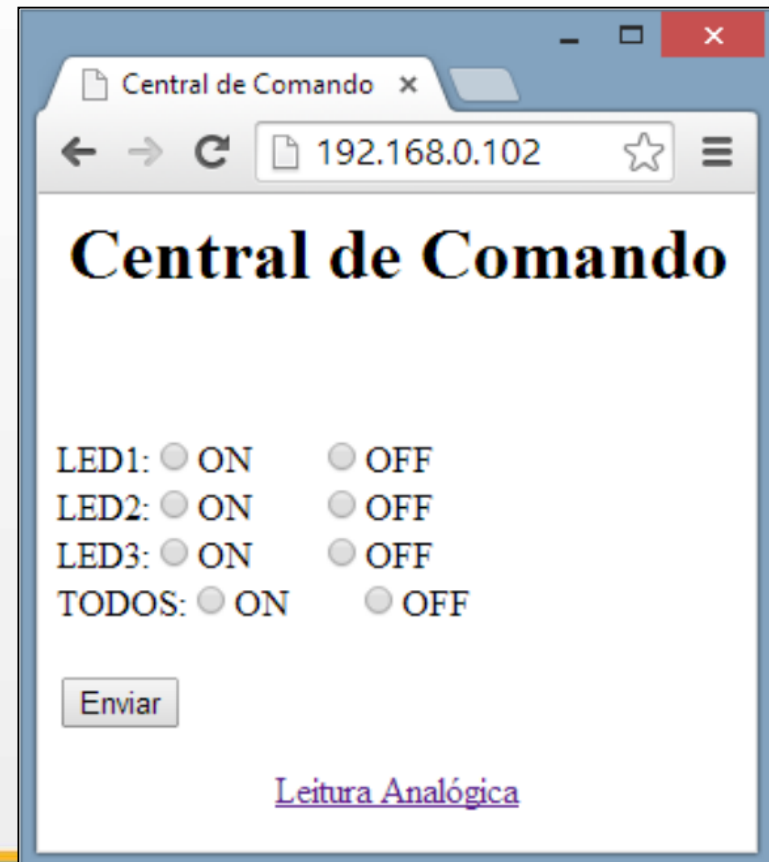 Central de Comando
192.168.0.102
Central de Comando
LED1: ON OFF
LED2: ON OFF
LED3: ON OFF
TODOS: ON OFF
Enviar
Leitura Analógica